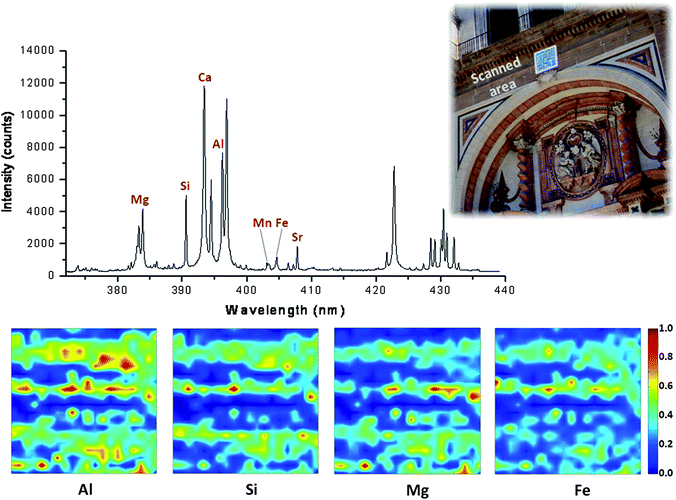 14000
12000
10000
8000
6000
4000
2000
0
Intensity (counts)
Mg
Si
Ca
Al
Mn Fe
Sr
380 390 400 410 420 430 440
Wavelength (nm)
Scanned
area
1.0
0.8
0.6
0.4
0.2
0.0
Al Si Mg Fe